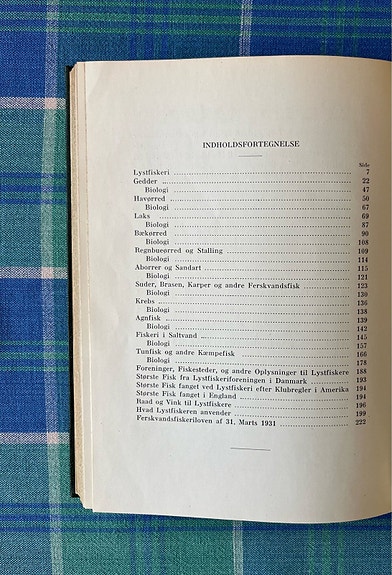 INDHOLDSFORTEGNELSE
Side
Lystfiskeri 7
Gedder 22
Biologi 47
Havørred 50
Biologi 67
Laks 69
Biologi 87
Bækørred 90
Biologi 108
Regnbueørred og Stalling 109
Biologi 114
Aborrer og Sandart 115
Biologi 121
Suder, Brasen, Karper og andre Ferskvandsfisk 123
Biologi 130
Krebs 136
Biologi 138
Agnfisk 139
Biologi 142
Fiskeri i Saltvand 145
Biologi 157
Tunfisk og andre Kæmpefisk 166
Biologi 178
Foreninger, Fiskesteder, og andre Oplysninger til Lystfiskere 188
Største Fisk fra Lystfiskeriforeningen i Danmark 193
Største Fisk fanget ved Lystfiskeri efter Klubregler i Amerika 194
Største Fisk fanget i England 194
Raad og Vink til Lystfiskere 196
Hvad Lystfiskeren anvender 199
Ferskvandsfiskeriloven af 31. Marts 1931 222